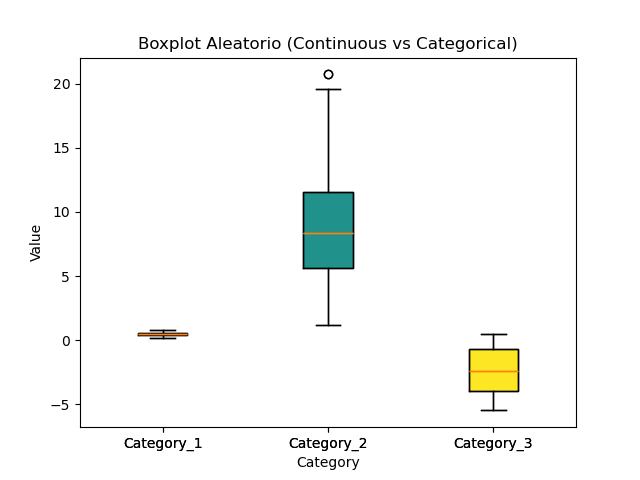 Boxplot Aleatorio (Continuous vs Categorical)
20
15
10
5
0
−5
Value
Category_1 Category_2 Category_3
Category